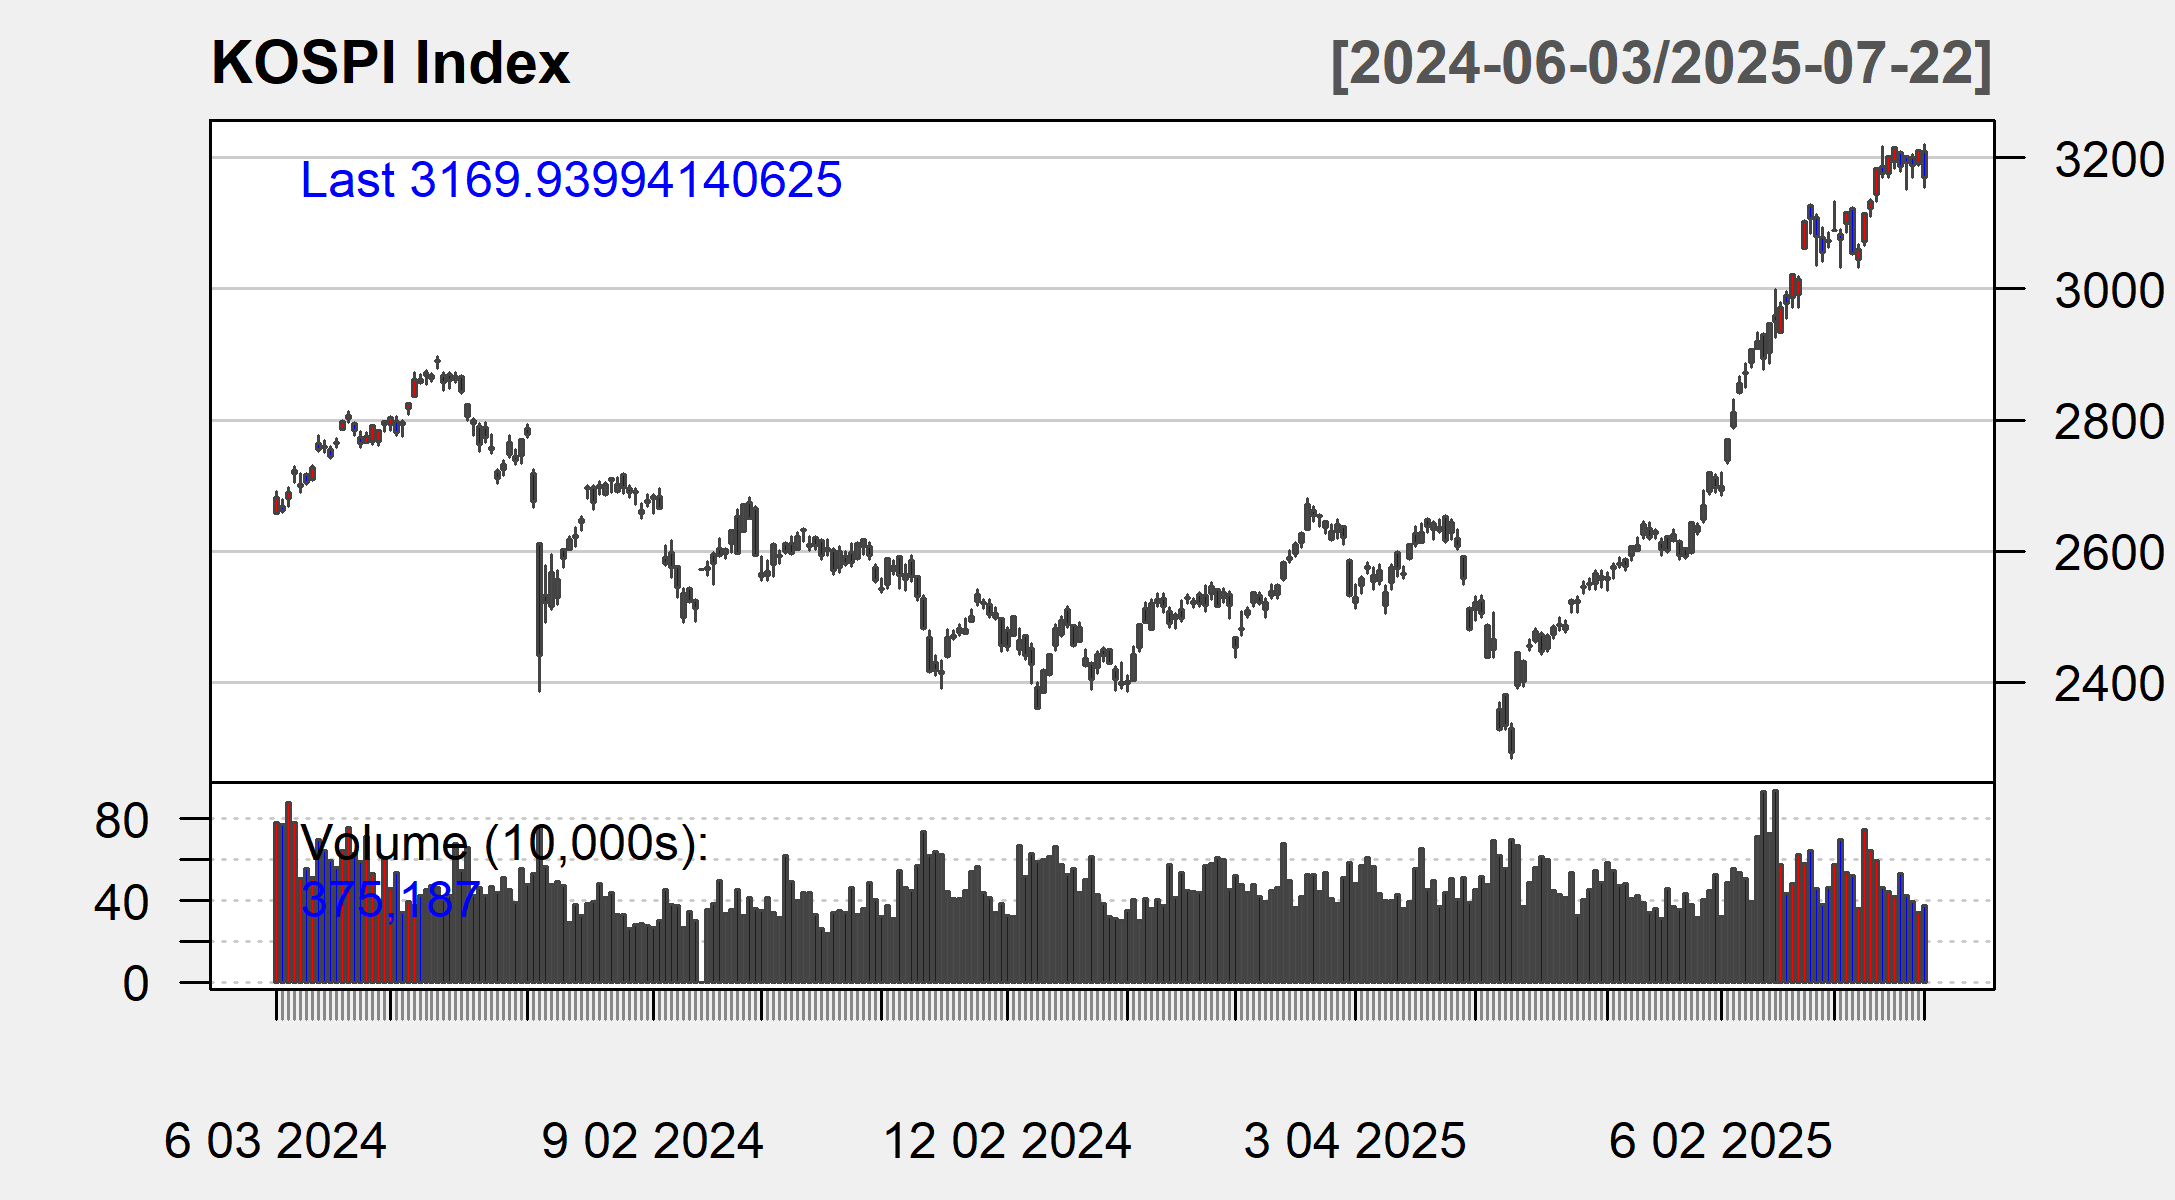 KOSPI Index
[2024-06-03/2025-07-22]
Last 3169.93994140625
3200
3000
2800
2600
2400
Volume (10,000s):
375,187
80
40
0
6 03 2024
9 02 2024
12 02 2024
3 04 2025
6 02 2025